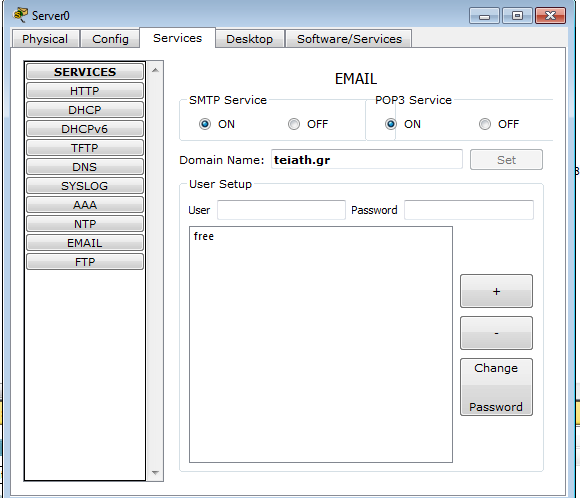 Server0
Physical Config Services Desktop Software/Services
SERVICES
HTTP
DHCP
DHCPv6
TFTP
DNS
SYSLOG
AAA
NTP
EMAIL
FTP
EMAIL
SMTP Service POP3 Service
ON OFF ON OFF
Domain Name: teiath.gr Set
User Setup
User Password
free
+
-
Change
Password